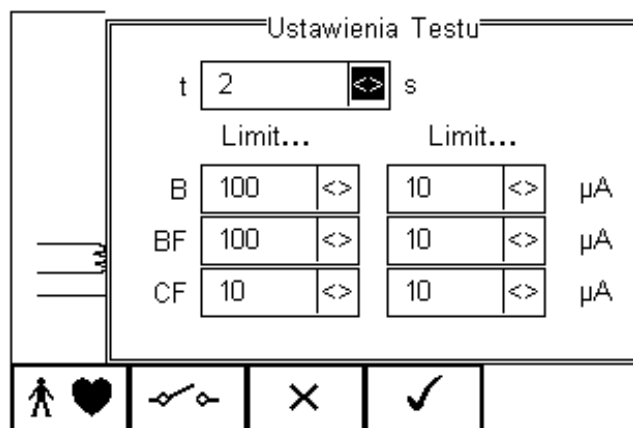 Ustawienia Testu
t 2 <> s
Limit... Limit...
B 100 <> 10 <> µA
BF 100 <> 10 <> µA
CF 10 <> 10 <> µA